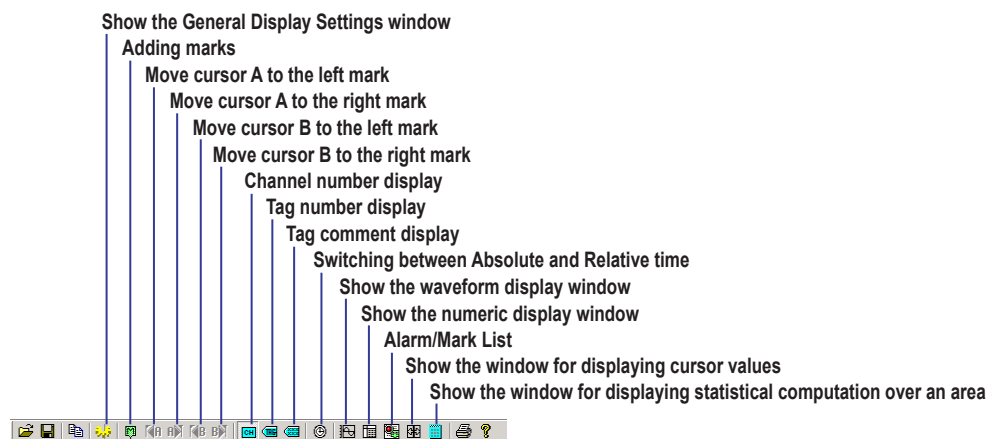 Show the General Display Settings window
Adding marks
Move cursor A to the left mark
Move cursor A to the right mark
Move cursor B to the left mark
Move cursor B to the right mark
Channel number display
Tag number display
Tag comment display
Switching between Absolute and Relative time
Show the waveform display window
Show the numeric display window
Alarm/Mark List
Show the window for displaying cursor values
Show the window for displaying statistical computation over an area
M A A B B CH TAG ?